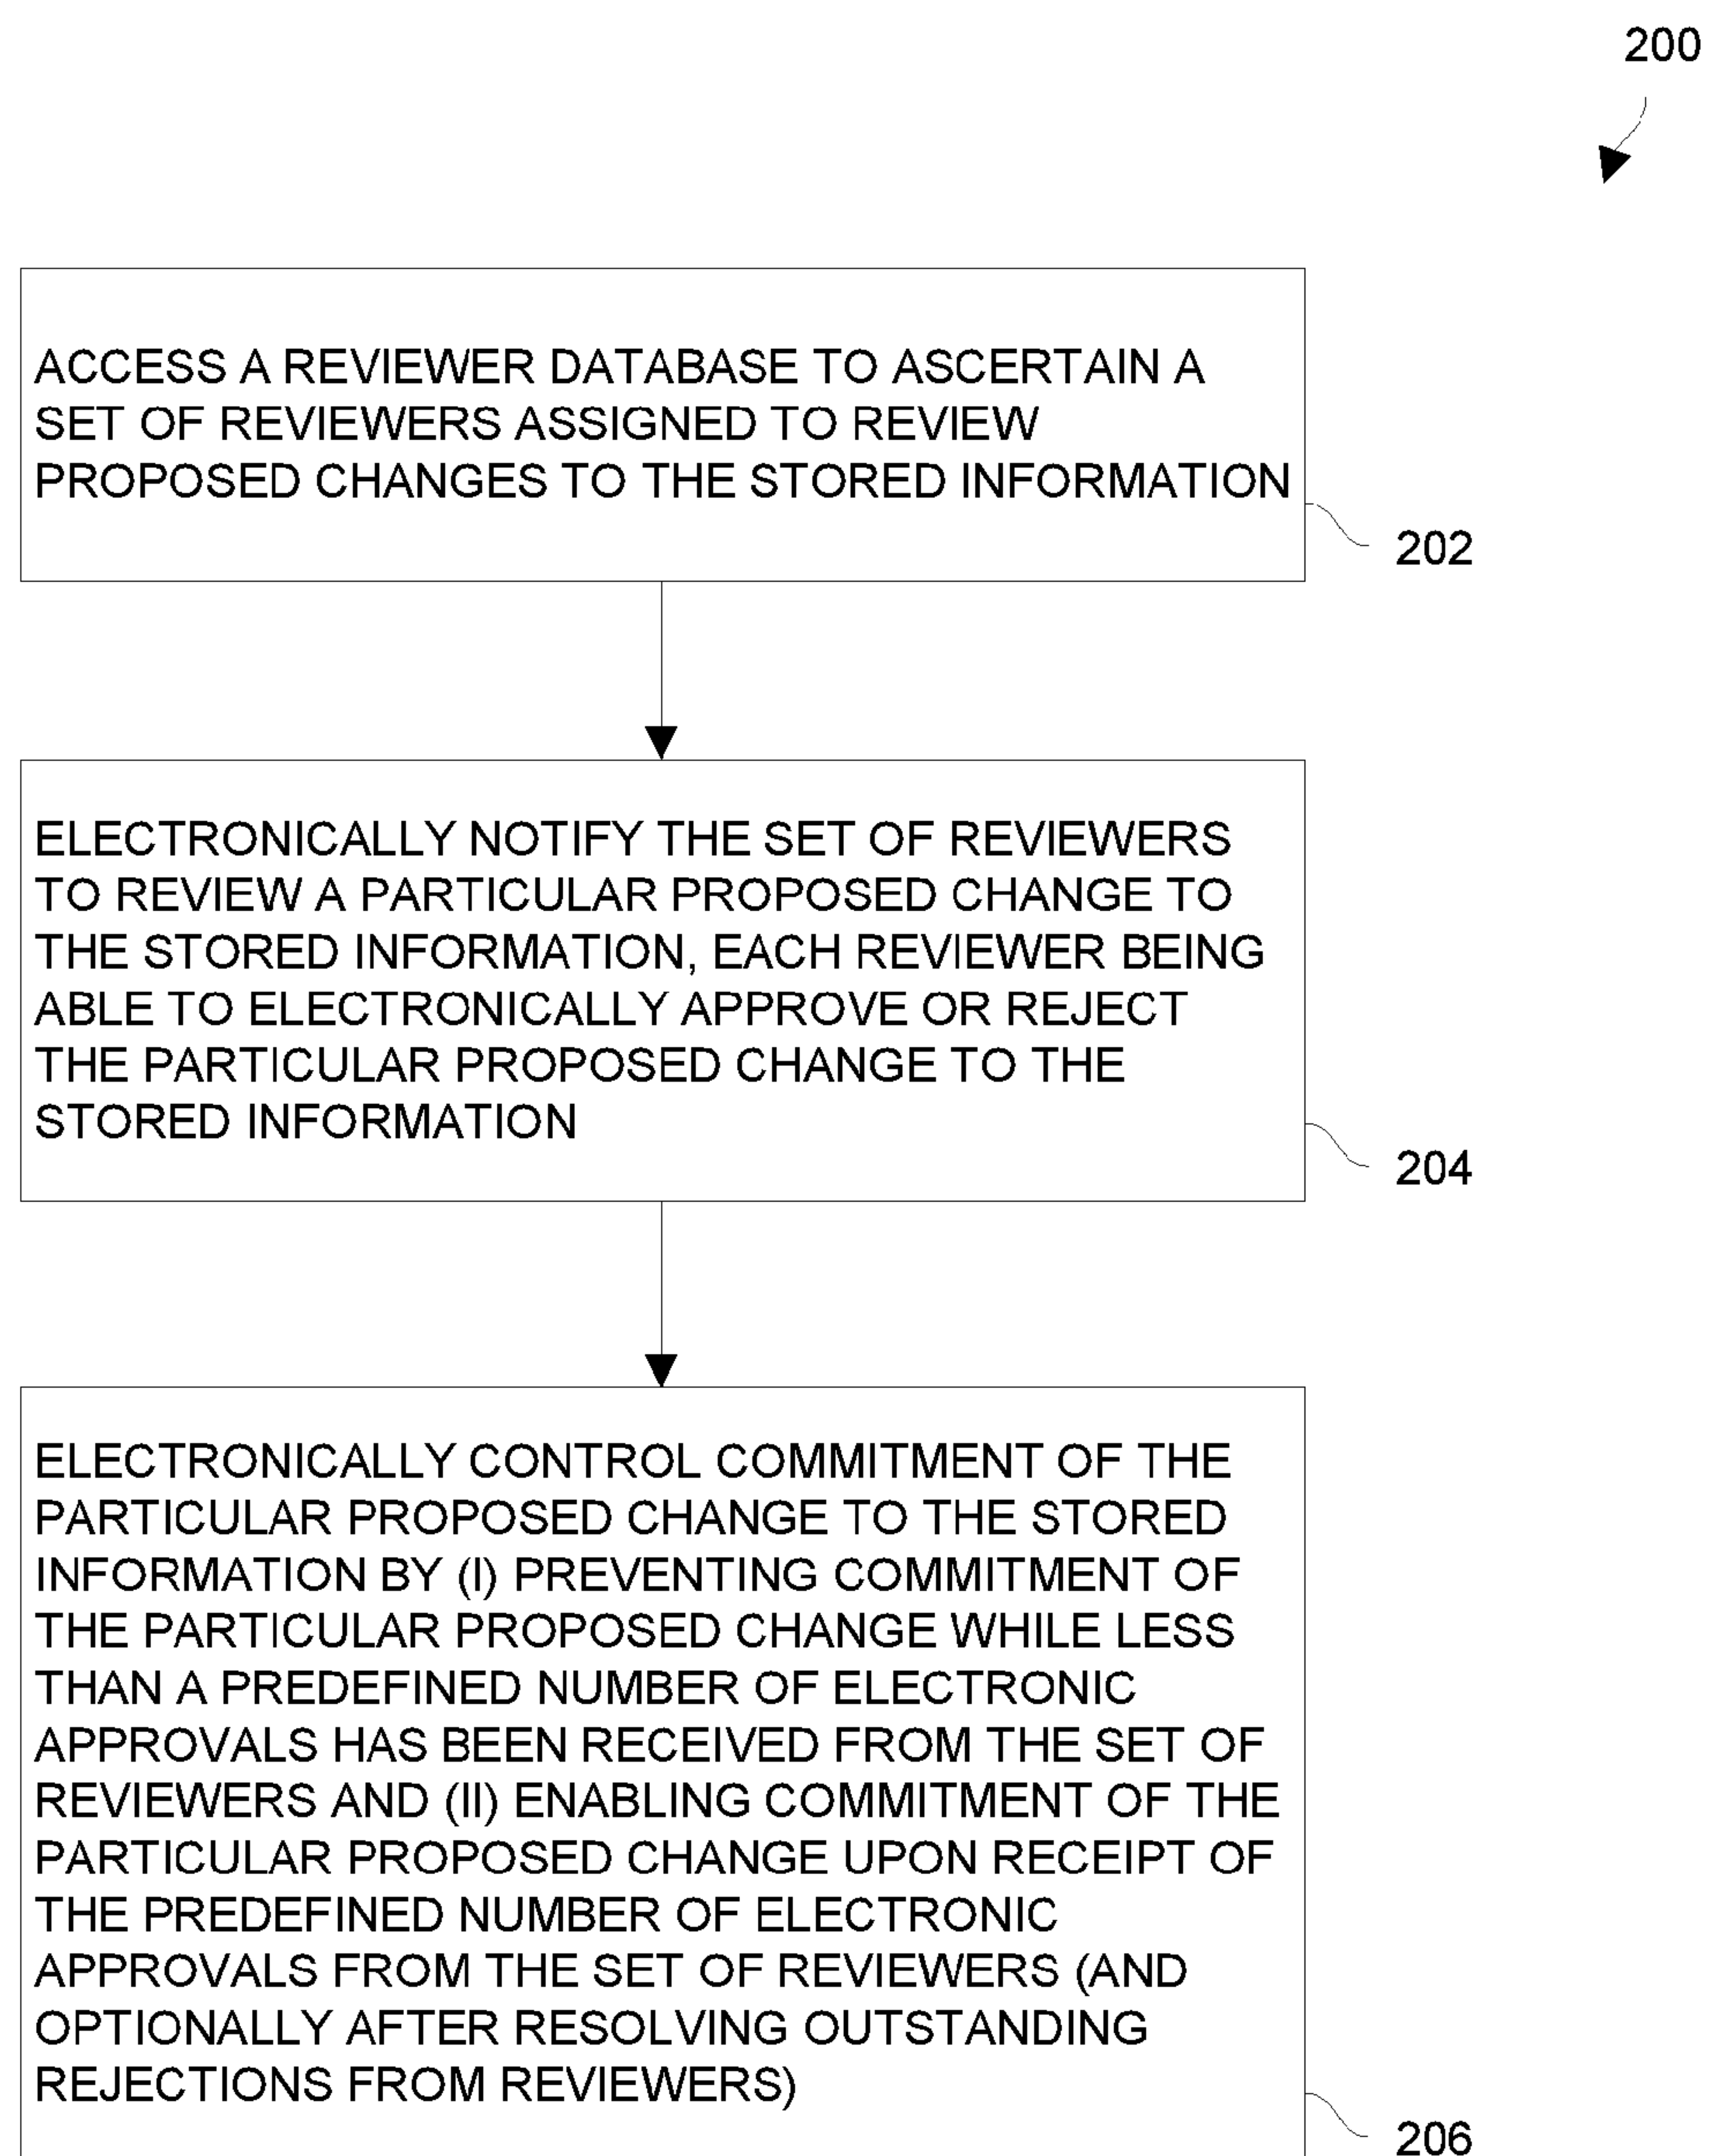 200
ACCESS A REVIEWER DATABASE TO ASCERTAIN A
SET OF REVIEWERS ASSIGNED TO REVIEW
PROPOSED CHANGES TO THE STORED INFORMATION
202
ELECTRONICALLY NOTIFY THE SET OF REVIEWERS
TO REVIEW A PARTICULAR PROPOSED CHANGE TO
THE STORED INFORMATION, EACH REVIEWER BEING
ABLE TO ELECTRONICALLY APPROVE OR REJECT
THE PARTICULAR PROPOSED CHANGE TO THE
STORED INFORMATION
204
ELECTRONICALLY CONTROL COMMITMENT OF THE
PARTICULAR PROPOSED CHANGE TO THE STORED
INFORMATION BY (I) PREVENTING COMMITMENT OF
THE PARTICULAR PROPOSED CHANGE WHILE LESS
THAN A PREDEFINED NUMBER OF ELECTRONIC
APPROVALS HAS BEEN RECEIVED FROM THE SET OF
REVIEWERS AND (II) ENABLING COMMITMENT OF THE
PARTICULAR PROPOSED CHANGE UPON RECEIPT OF
THE PREDEFINED NUMBER OF ELECTRONIC
APPROVALS FROM THE SET OF REVIEWERS (AND
OPTIONALLY AFTER RESOLVING OUTSTANDING
REJECTIONS FROM REVIEWERS)
206